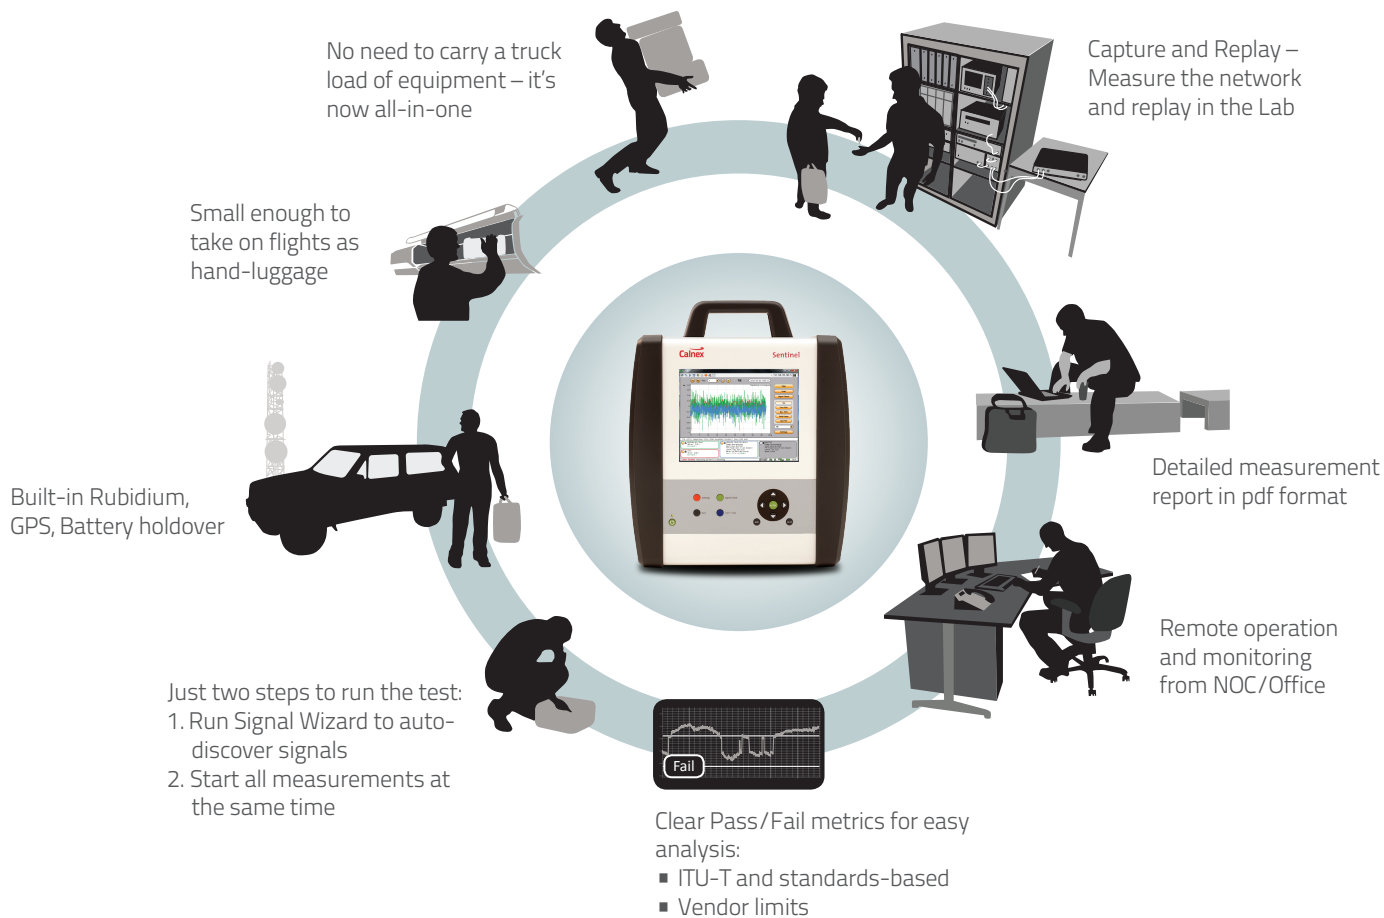 No need to carry a truck
load of equipment – it's
now all-in-one
Capture and Replay –
Measure the network
and replay in the Lab
Small enough to
take on flights as
hand-luggage
Calnex
Sentinel
Built-in Rubidium,
GPS, Battery holdover
Detailed measurement
report in pdf format
Remote operation
and monitoring
from NOC/Office
Just two steps to run the test:
1. Run Signal Wizard to auto-
discover signals
2. Start all measurements at
the same time
Fail
Clear Pass/Fail metrics for easy
analysis:
▪ ITU-T and standards-based
▪ Vendor limits